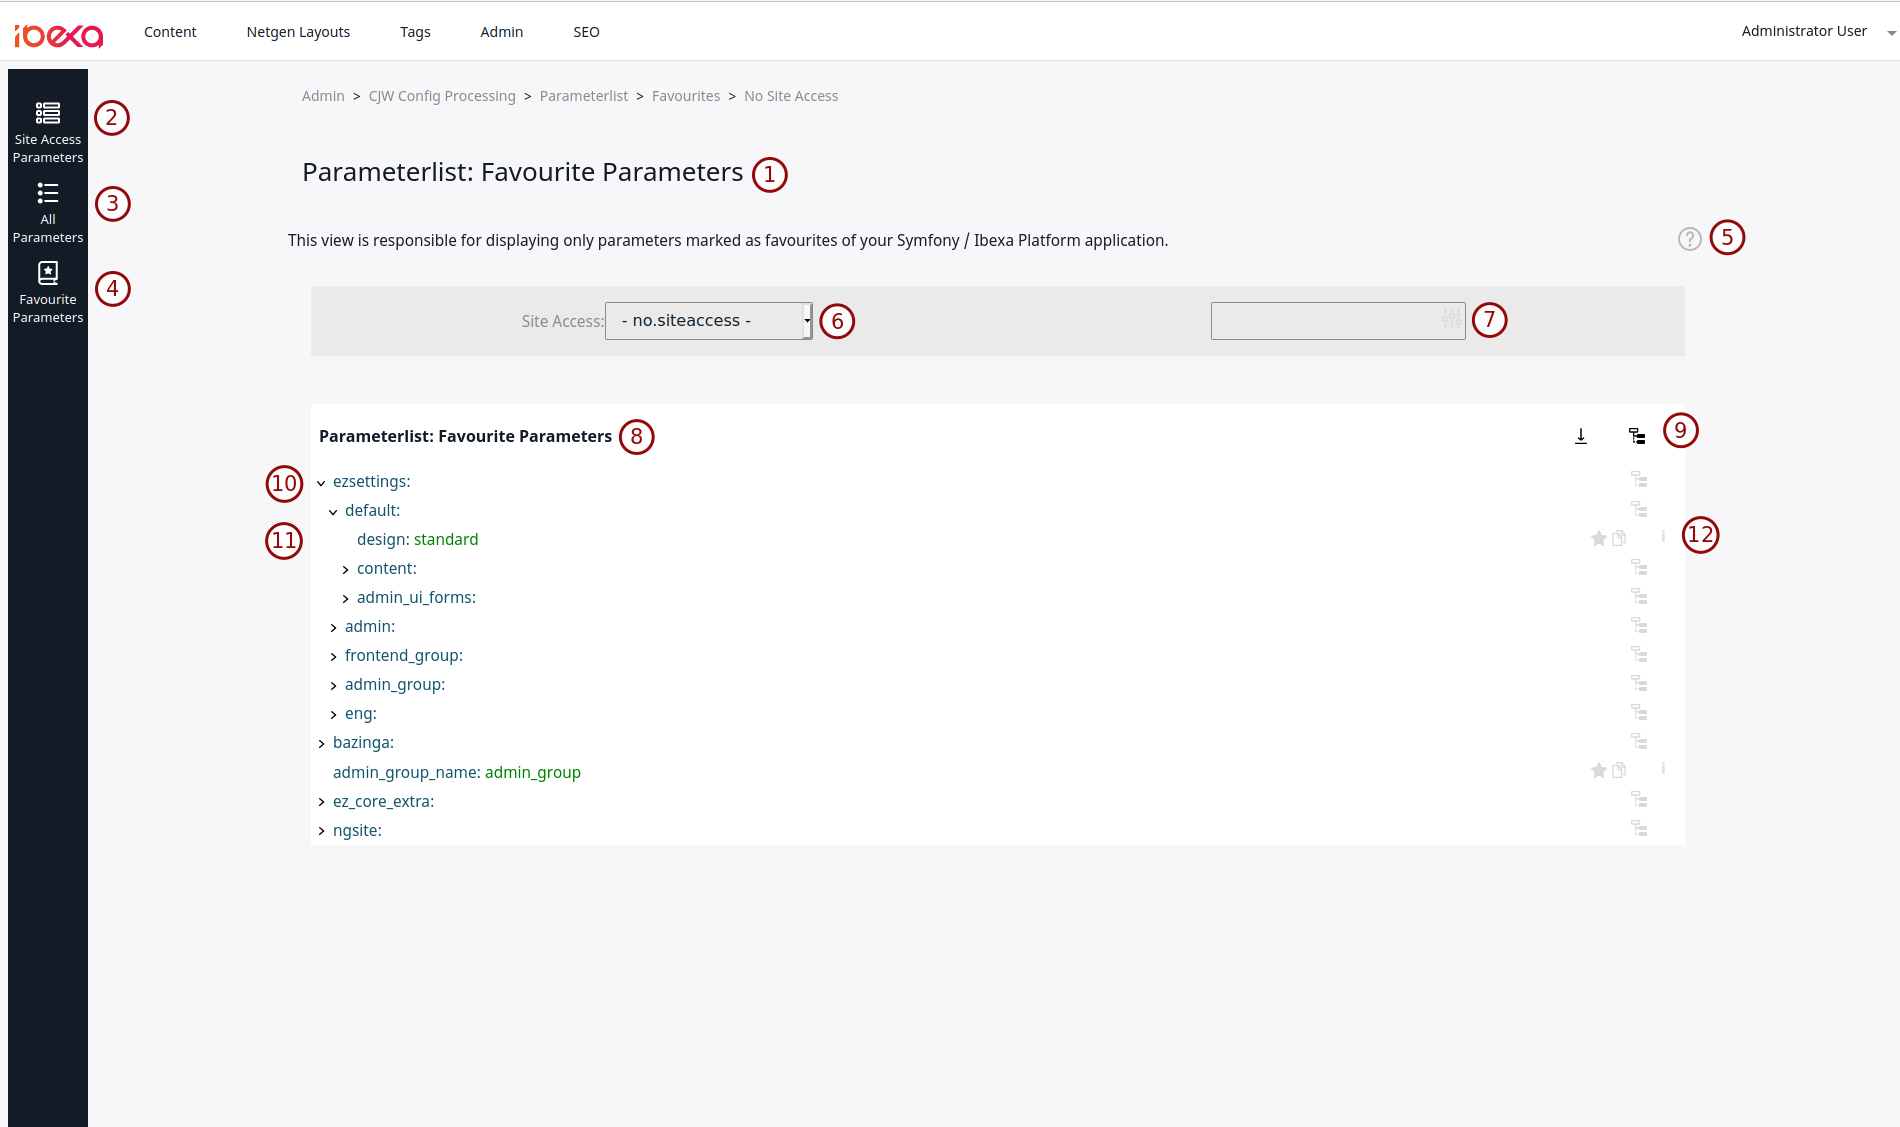 ibexa Content Netgen Layouts Tags Admin SEO Administrator User
Admin > CJW Config Processing > Parameterlist > Favourites > No Site Access
Site Access
Parameters
2
Parameterlist: Favourite Parameters 1
All
Parameters
3
Favourite
Parameters
4
This view is responsible for displaying only parameters marked as favourites of your Symfony / Ibexa Platform application. ? 5
Site Access: - no.siteaccess - 6 7
Parameterlist: Favourite Parameters 8 9
10 ezsettings:
default:
11 design: standard i 12
content:
admin_ui_forms:
admin:
frontend_group:
admin_group:
eng:
bazinga:
admin_group_name: admin_group i
ez_core_extra:
ngsite: